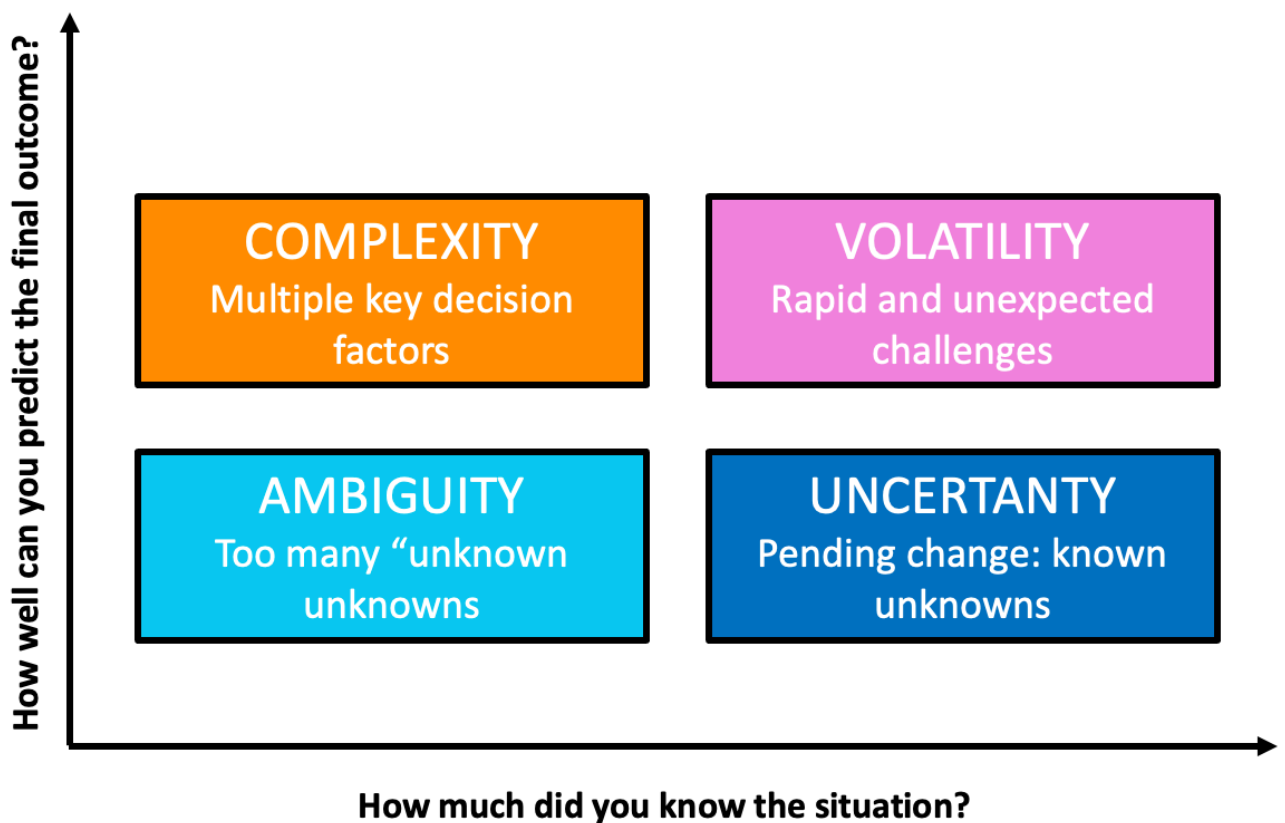 How well can you predict the final outcome?
COMPLEXITY
Multiple key decision
factors
VOLATILITY
Rapid and unexpected
challenges
AMBIGUITY
Too many “unknown
unknowns
UNCERTANTY
Pending change: known
unknowns
How much did you know the situation?